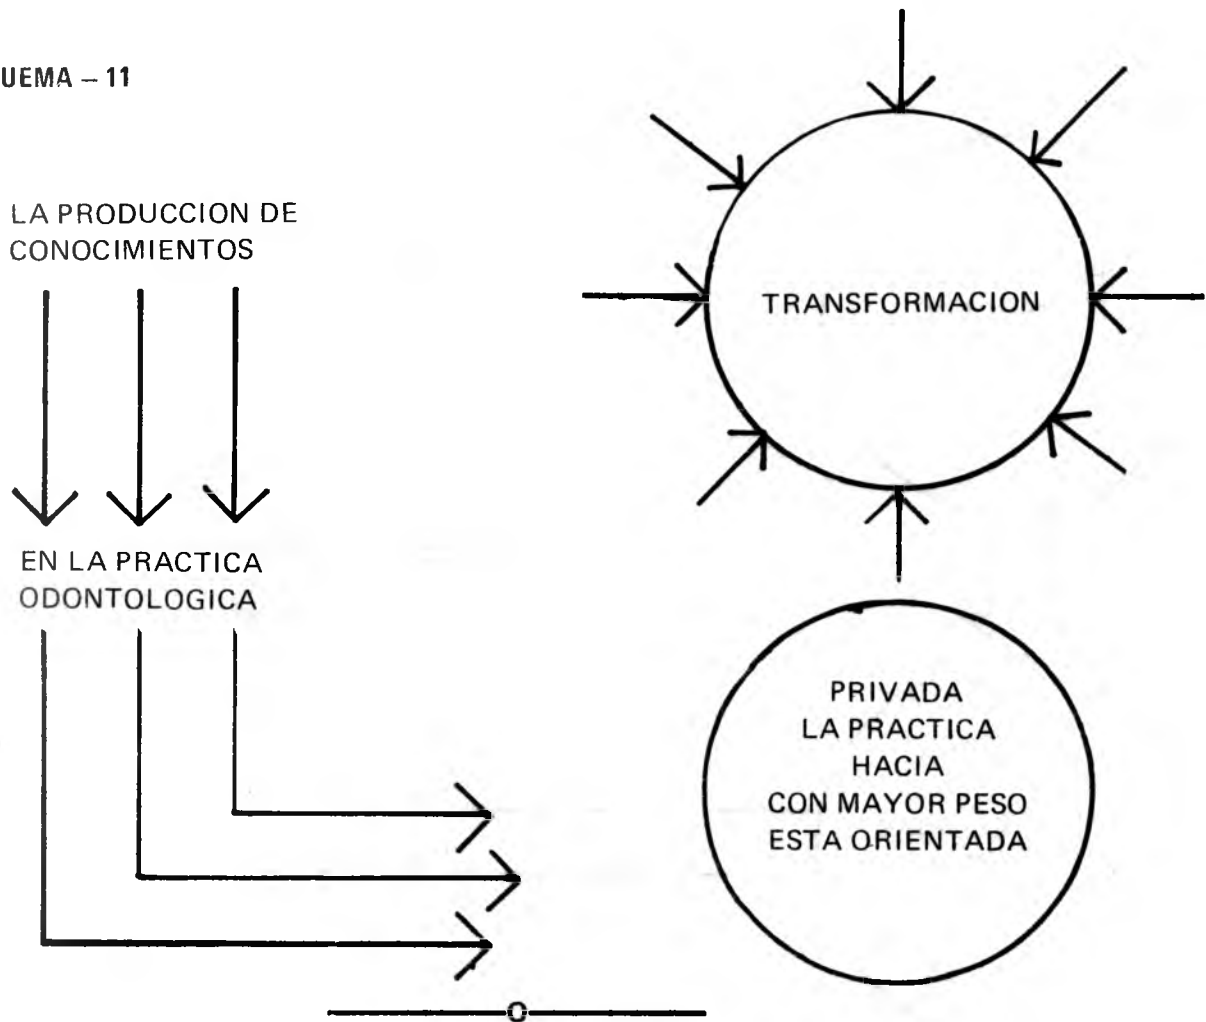 UEMA – 11
LA PRODUCCION DE
CONOCIMIENTOS
EN LA PRACTICA
ODONTOLOGICA
TRANSFORMACION
PRIVADA
LA PRACTICA
HACIA
CON MAYOR PESO
ESTA ORIENTADA